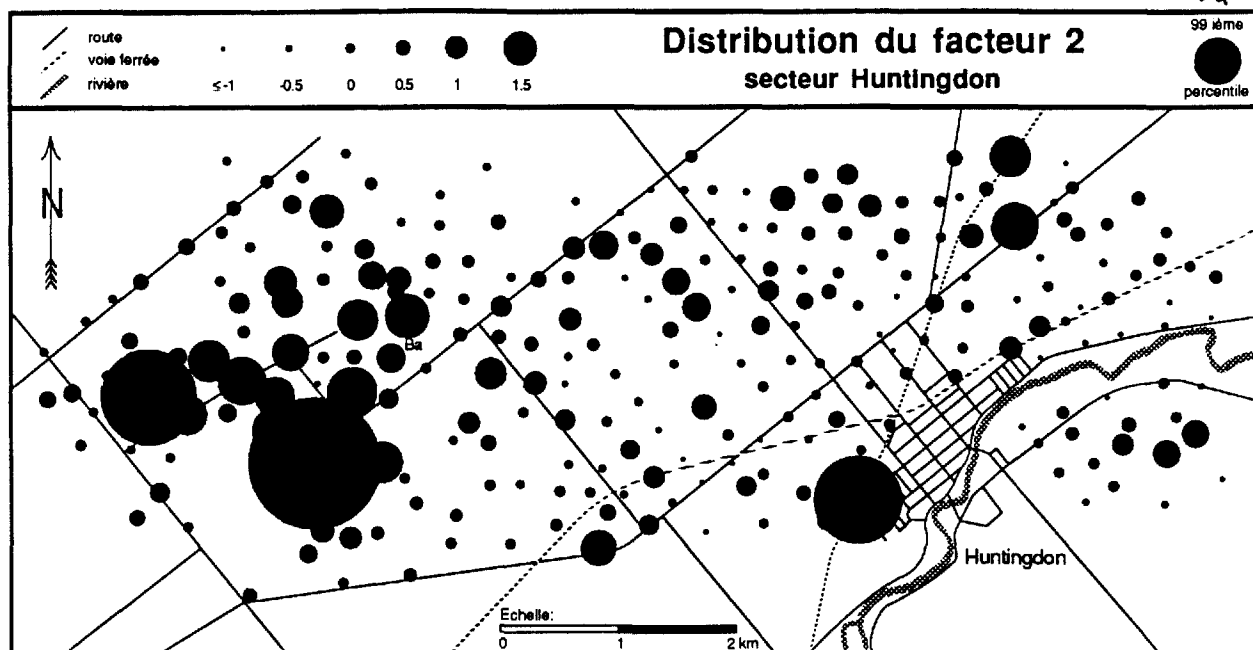 route
voie ferrée
rivière
≤-1 -0.5 0 0.5 1 1.5
Distribution du facteur 2
secteur Huntingdon
99 ième
percentile
N
Ba
Huntingdon
Echelle:
0 1 2 km